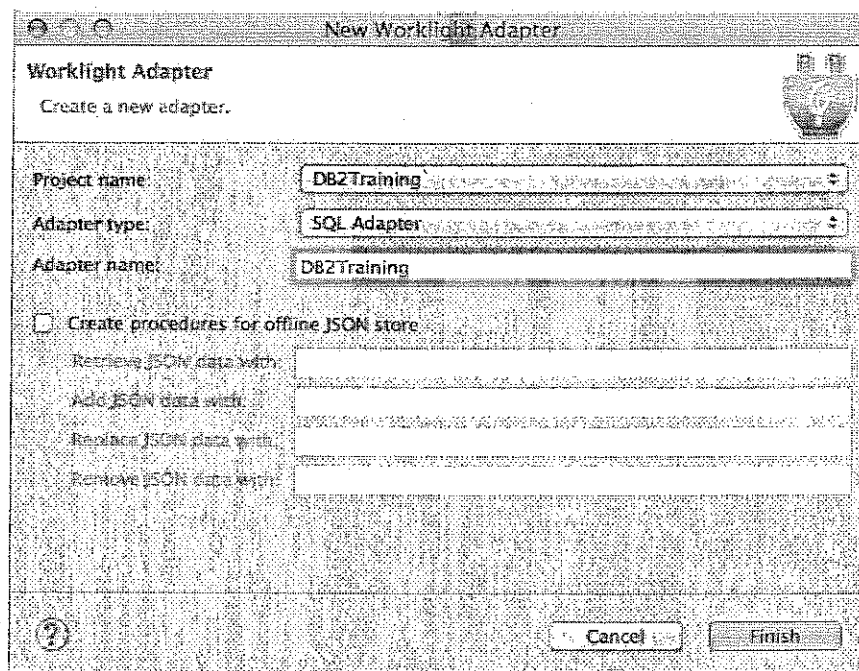 New Worklight Adapter
Worklight Adapter
Create a new adapter.
Project name: DB2Training
Adapter type: SQL Adapter
Adapter name: DB2Training
Create procedures for offline JSON store
Retrieve JSON data with:
Add JSON data with:
Replace JSON data with:
Remove JSON data with:
?
Cancel
Finish